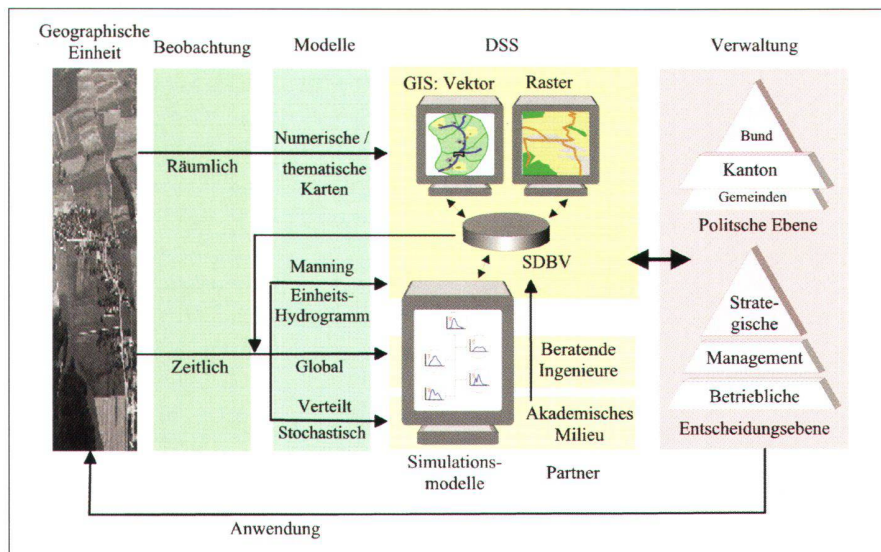 Geographische
Einheit
Beobachtung
Modelle
DSS
Verwaltung
GIS: Vektor
Raster
Räumlich
Numerische /
thematische
Karten
Bund
Kanton
Gemeinden
Politsche Ebene
SDBV
Manning
Einheits-
Hydrogramm
Zeitlich
Global
Verteilt
Stochastisch
Beratende
Ingenieure
Akademisches
Milieu
Simulations-
modelle
Partner
Strate-
gische
Management
Betriebliche
Entscheidungsebene
Anwendung